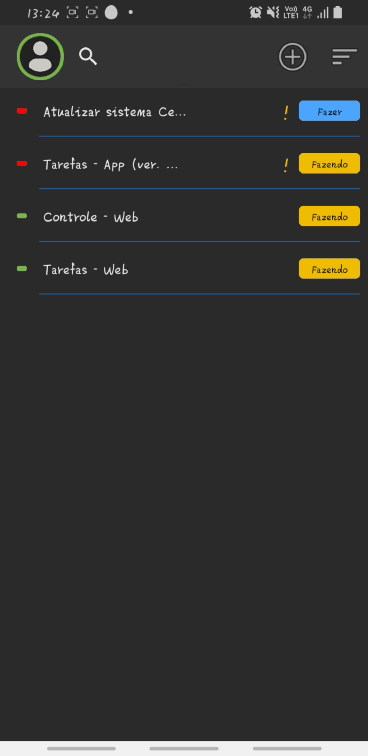 13:24 Vo) 4G LTE1
Atualizar sistema Ce... ! Fazer
Tarefas - App (ver. ... ! Fazendo
Controle - Web Fazendo
Tarefas - Web Fazendo